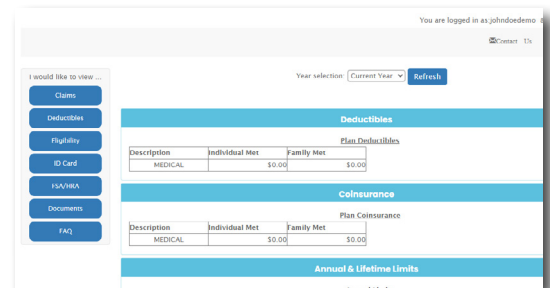 You are logged in as:johndoedemo
Contact Us
I would like to view ...
Claims
Deductibles
Eligibility
ID Card
FSA/HRA
Documents
FAQ
Year selection: Current Year Refresh
Deductibles
Plan Deductibles
Description Individual Met Family Met
MEDICAL $0.00 $0.00
Coinsurance
Plan Coinsurance
Description Individual Met Family Met
MEDICAL $0.00 $0.00
Annual & Lifetime Limits